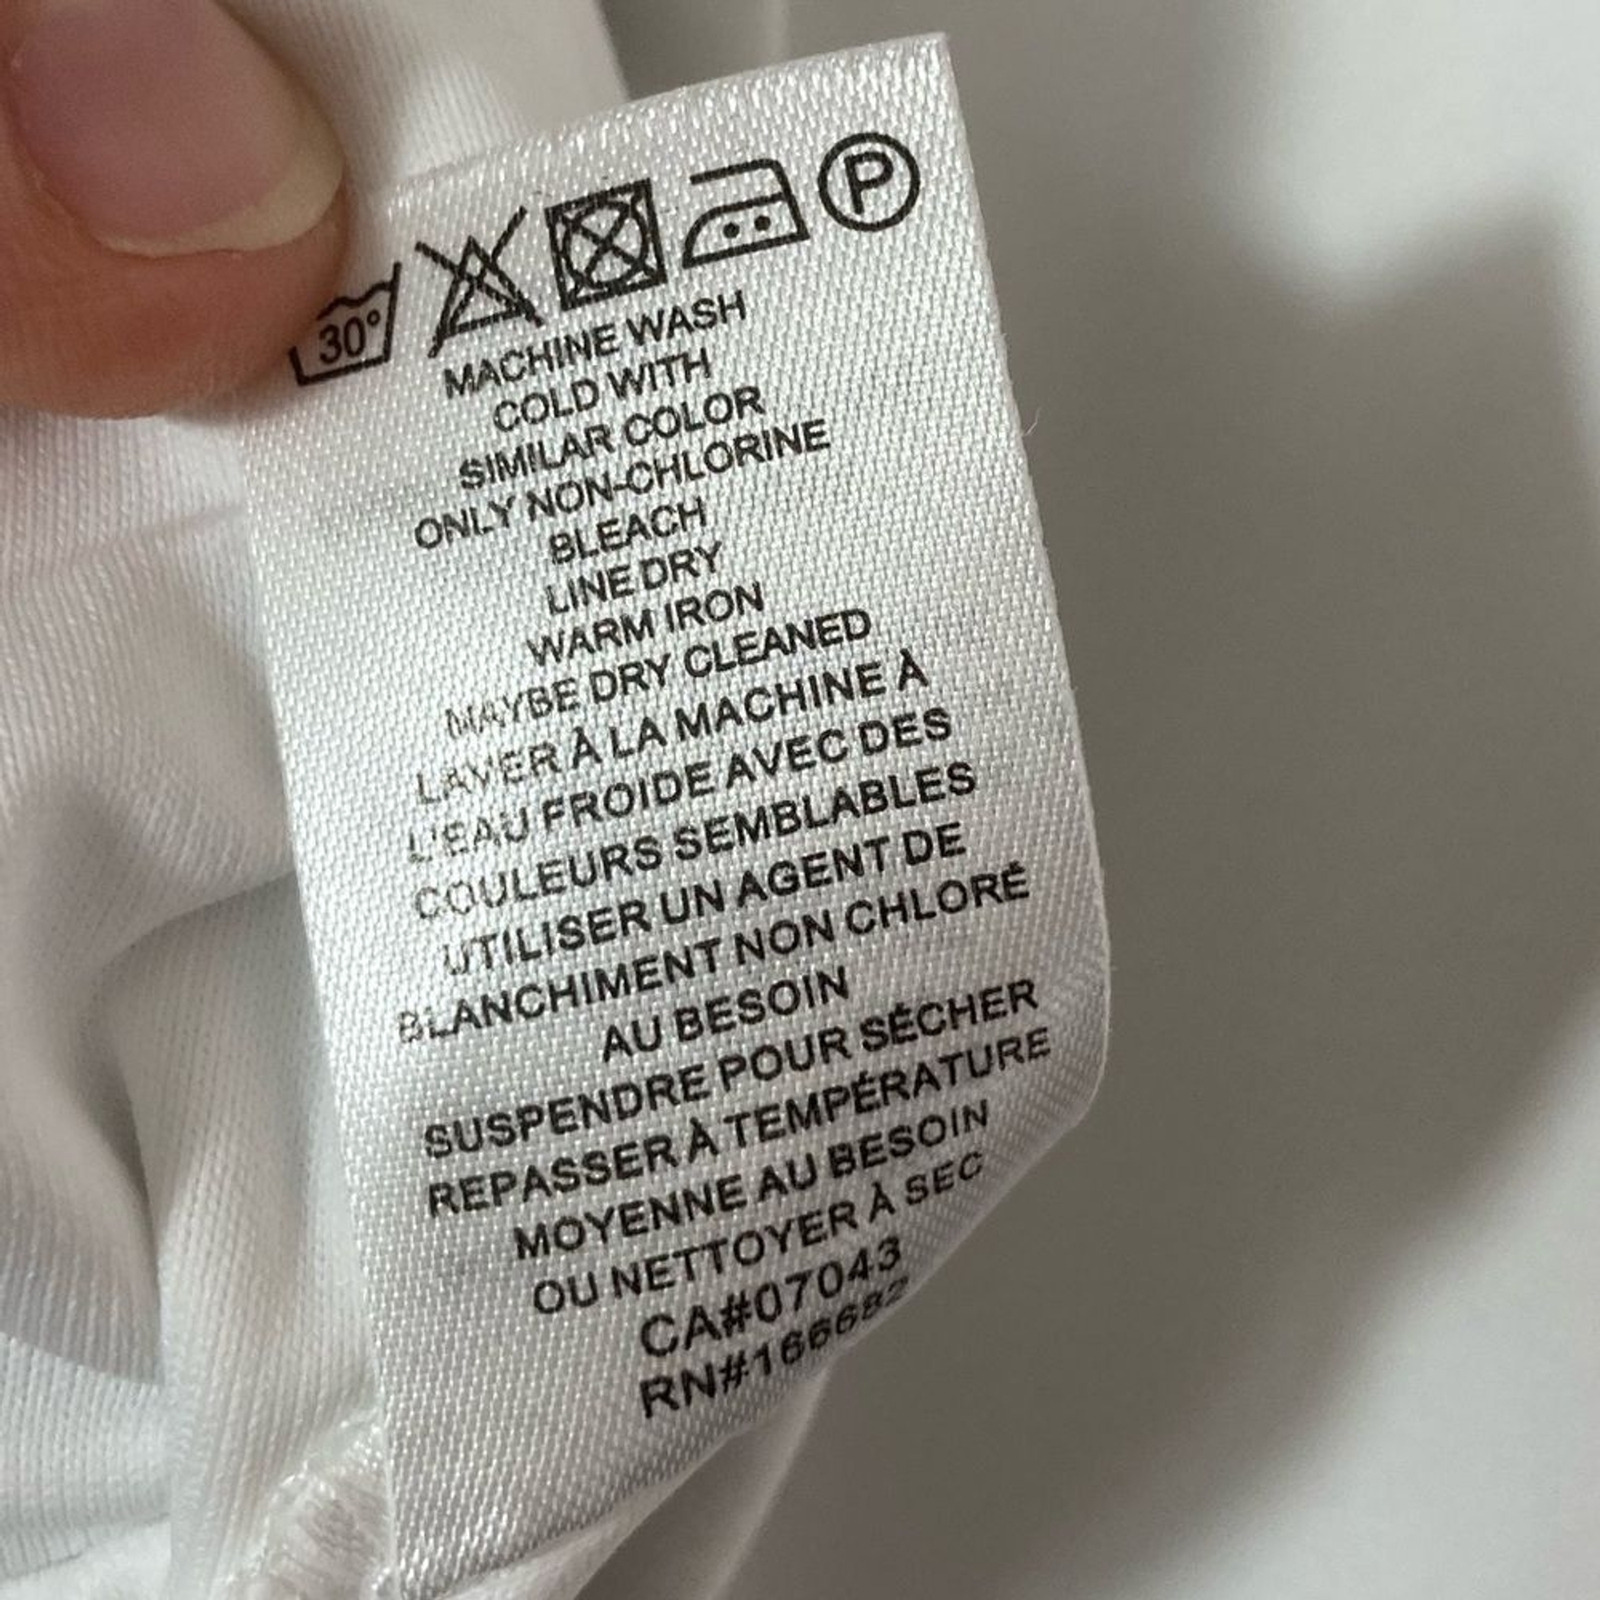 30°
P
MACHINE WASH
COLD WITH
SIMILAR COLOR
ONLY NON-CHLORINE
BLEACH
LINE DRY
WARM IRON
MAYBE DRY CLEANED
LAVER À LA MACHINE À
L'EAU FROIDE AVEC DES
COULEURS SEMBLABLES
UTILISER UN AGENT DE
BLANCHIMENT NON CHLORÉ
AU BESOIN
SUSPENDRE POUR SÉCHER
REPASSER À TEMPÉRATURE
MOYENNE AU BESOIN
OU NETTOYER À SEC
CA#07043
RN#166682